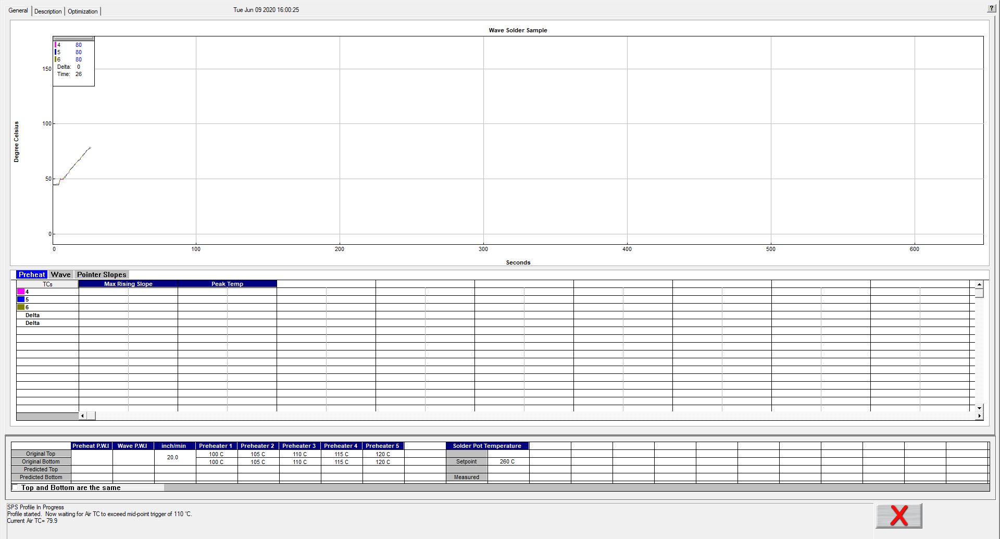 General Description Optimization Tue Jun 09 2020 16:00:25 ?
Wave Solder Sample
4 80
5 80
6 80
Delta: 0
Time: 26
150
100
50
0
Degree Celsius
0 100 200 300 400 500 600
Seconds
Preheat Wave Pointer Slopes
TCs Max Rising Slope Peak Temp
4
5
6
Delta
Delta
Preheat P.W.I Wave P.W.I inch/min Preheater 1 Preheater 2 Preheater 3 Preheater 4 Preheater 5 Solder Pot Temperature
Original Top 20.0 100 C 105 C 110 C 115 C 120 C
Original Bottom 100 C 105 C 110 C 115 C 120 C Setpoint 260 C
Predicted Top
Predicted Bottom Measured
Top and Bottom are the same
SPS Profile In Progress
Profile started. Now waiting for Air TC to exceed mid-point trigger of 110 °C.
Current Air TC= 79.9